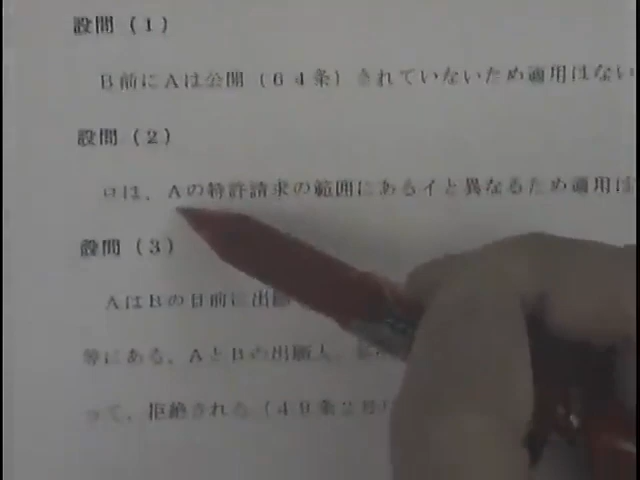 設問（1）
B前にAは公開（64条）されていないため適用はない
設問（2）
ロは、Aの特許請求の範囲にあるイと異なるため適用は
設問（3）
AはBの日前に出願
等にある、AとBの出願人、
って、拒絶される（49条2号）